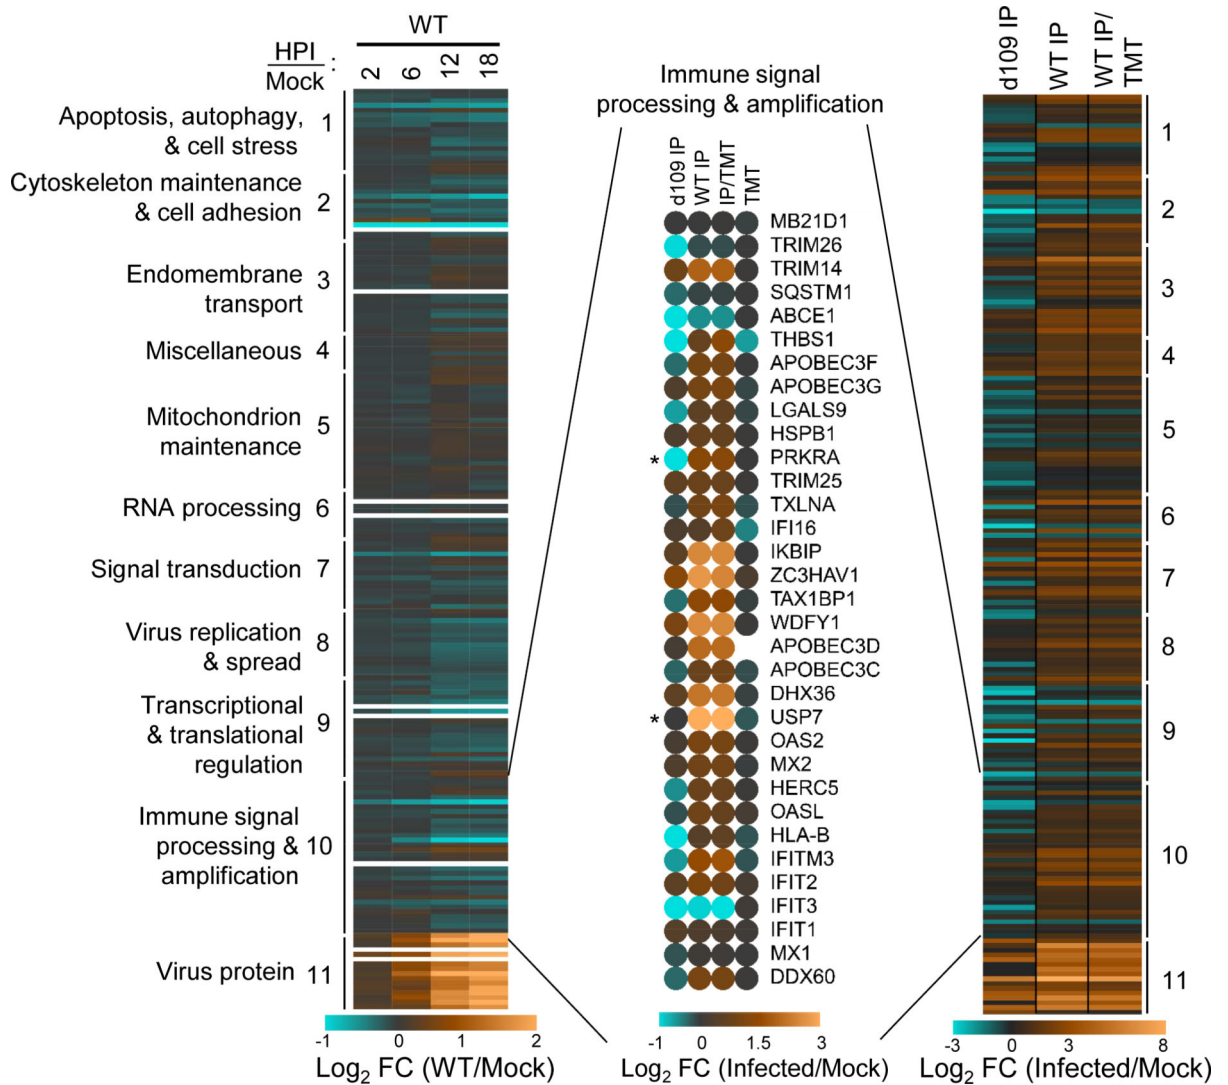 WT
HPI
Mock
:
2 6 12 18
Apoptosis, autophagy,
& cell stress
1
Cytoskeleton maintenance
& cell adhesion
2
Endomembrane
transport
3
Miscellaneous 4
Mitochondrion
maintenance
5
RNA processing 6
Signal transduction 7
Virus replication
& spread
8
Transcriptional
& translational
regulation
9
Immune signal
processing &
amplification
10
Virus protein 11
-1 0 1 2
Log₂ FC (WT/Mock)
Immune signal
processing & amplification
d109 IP
WT IP
IP/TMT
TMT
MB21D1
TRIM26
TRIM14
SQSTM1
ABCE1
THBS1
APOBEC3F
APOBEC3G
LGALS9
HSPB1
* PRKRA
TRIM25
TXLNA
IFI16
IKBIP
ZC3HAV1
TAX1BP1
WDFY1
APOBEC3D
APOBEC3C
DHX36
* USP7
OAS2
MX2
HERC5
OASL
HLA-B
IFITM3
IFIT2
IFIT3
IFIT1
MX1
DDX60
-1 0 1.5 3
Log₂ FC (Infected/Mock)
d109 IP
WT IP
WT IP/
TMT
1
2
3
4
5
6
7
8
9
10
11
-3 0 3 8
Log₂ FC (Infected/Mock)